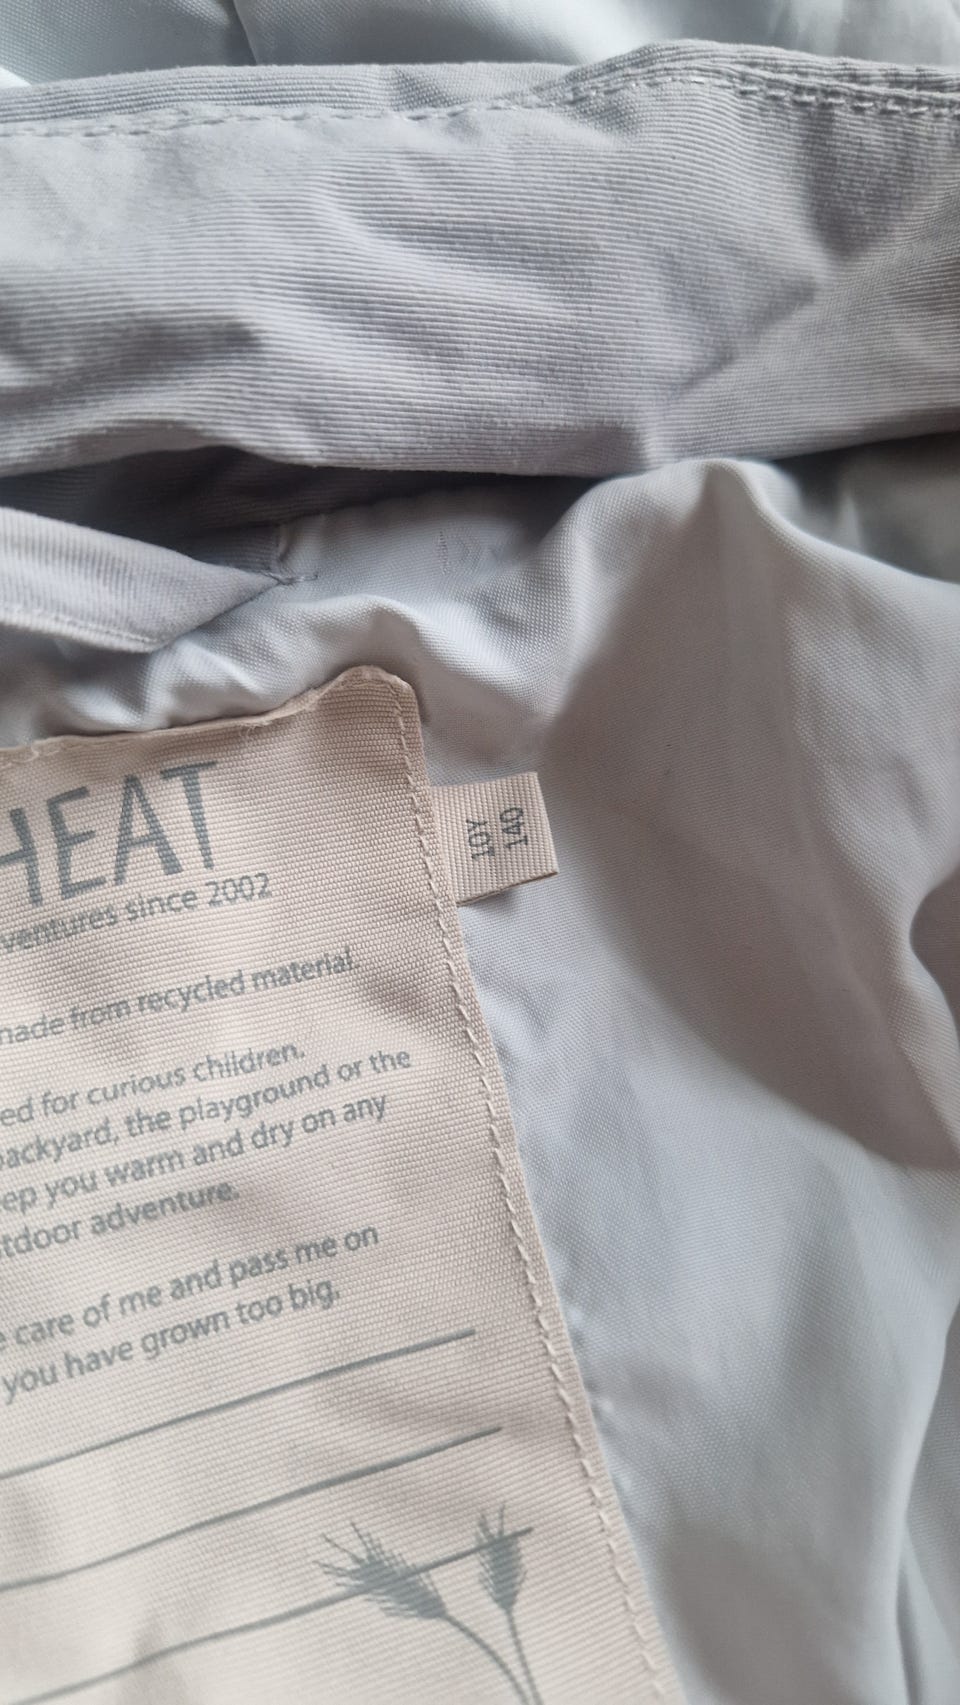 HEAT
ventures since 2002
made from recycled material.
ed for curious children.
backyard, the playground or the
ep you warm and dry on any
tdoor adventure.
e care of me and pass me on
you have grown too big.
10Y
140